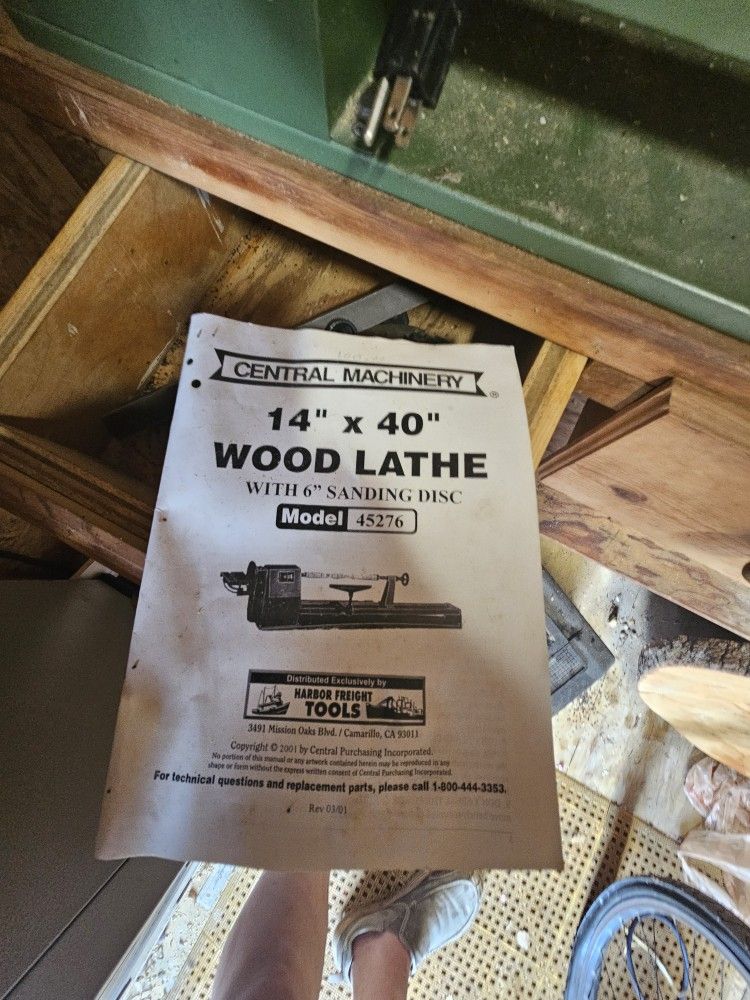 CENTRAL MACHINERY
®
14" x 40"
WOOD LATHE
WITH 6” SANDING DISC
Model 45276
Distributed Exclusively by
HARBOR FREIGHT
TOOLS
3491 Mission Oaks Blvd. / Camarillo, CA 93011
Copyright © 2001 by Central Purchasing Incorporated.
No portion of this manual or any artwork contained herein may be reproduced in any
shape or form without the express written consent of Central Purchasing Incorporated.
For technical questions and replacement parts, please call 1-800-444-3353.
Rev 03/01